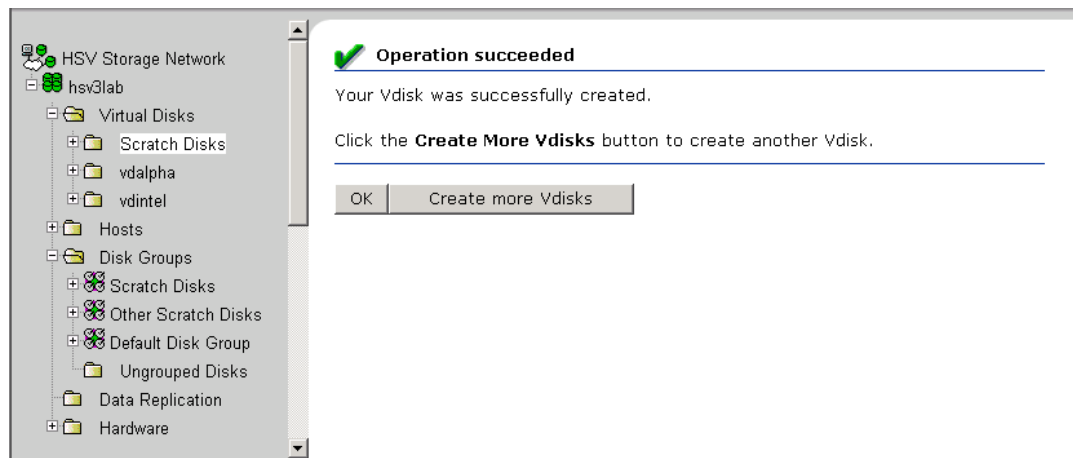 HSV Storage Network
hsv3lab
Virtual Disks
Scratch Disks
vdalpha
vdintel
Hosts
Disk Groups
Scratch Disks
Other Scratch Disks
Default Disk Group
Ungrouped Disks
Data Replication
Hardware
Operation succeeded
Your Vdisk was successfully created.
Click the Create More Vdisks button to create another Vdisk.
OK
Create more Vdisks